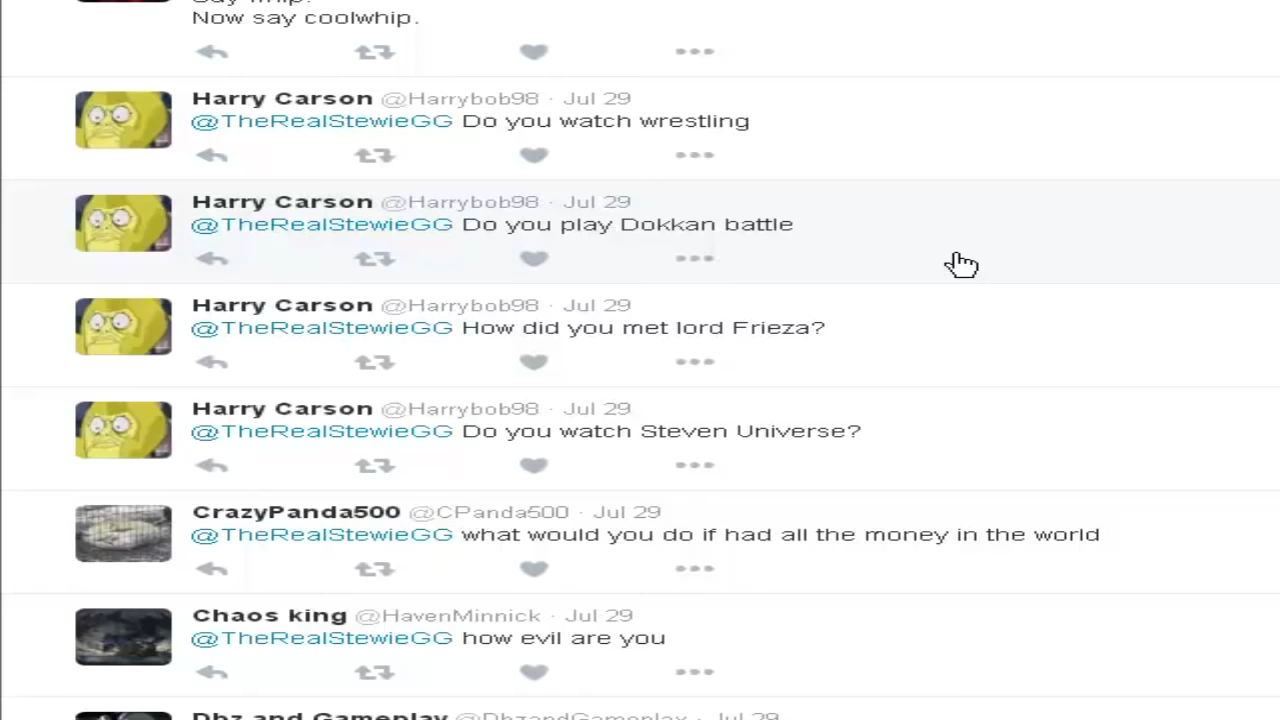 Now say coolwhip.
Harry Carson @Harrybob98 · Jul 29
@TheRealStewieGG Do you watch wrestling
Harry Carson @Harrybob98 · Jul 29
@TheRealStewieGG Do you play Dokkan battle
Harry Carson @Harrybob98 · Jul 29
@TheRealStewieGG How did you met lord Frieza?
Harry Carson @Harrybob98 · Jul 29
@TheRealStewieGG Do you watch Steven Universe?
CrazyPanda500 @CPanda500 · Jul 29
@TheRealStewieGG what would you do if had all the money in the world
Chaos king @HavenMinnick · Jul 29
@TheRealStewieGG how evil are you
Dbz and Gameplay @DbzandGameplay · Jul 29